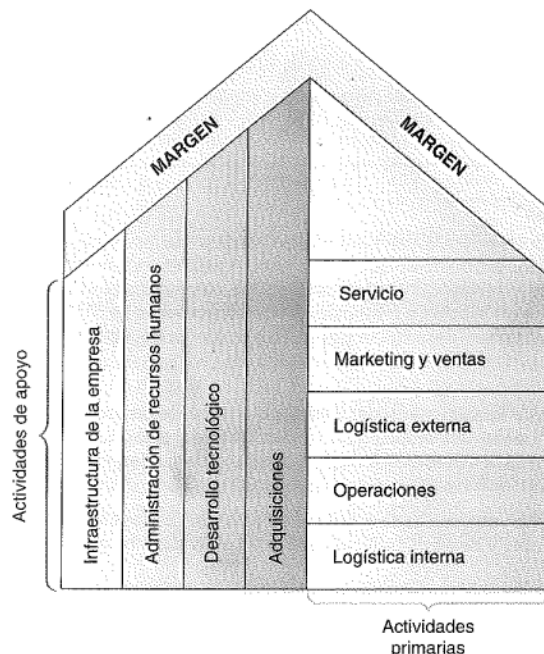 MARGEN
MARGEN
Actividades de apoyo
Infraestructura de la empresa
Administración de recursos humanos
Desarrollo tecnológico
Adquisiciones
Servicio
Marketing y ventas
Logística externa
Operaciones
Logística interna
Actividades
primarias